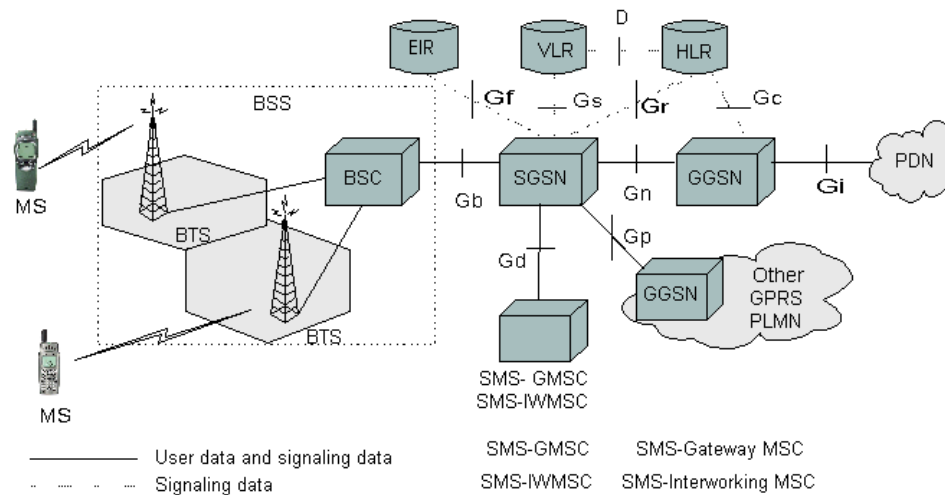 D
EIR
VLR
HLR
Gf
Gs
Gr
Gc
BSS
MS
BSC
SGSN
GGSN
PDN
Gb
Gn
Gi
BTS
Gd
Gp
GGSN
Other
GPRS
PLMN
BTS
MS
SMS- GMSC
SMS-IWMSC
User data and signaling data
Signaling data
SMS-GMSC SMS-Gateway MSC
SMS-IWMSC SMS-Interworking MSC